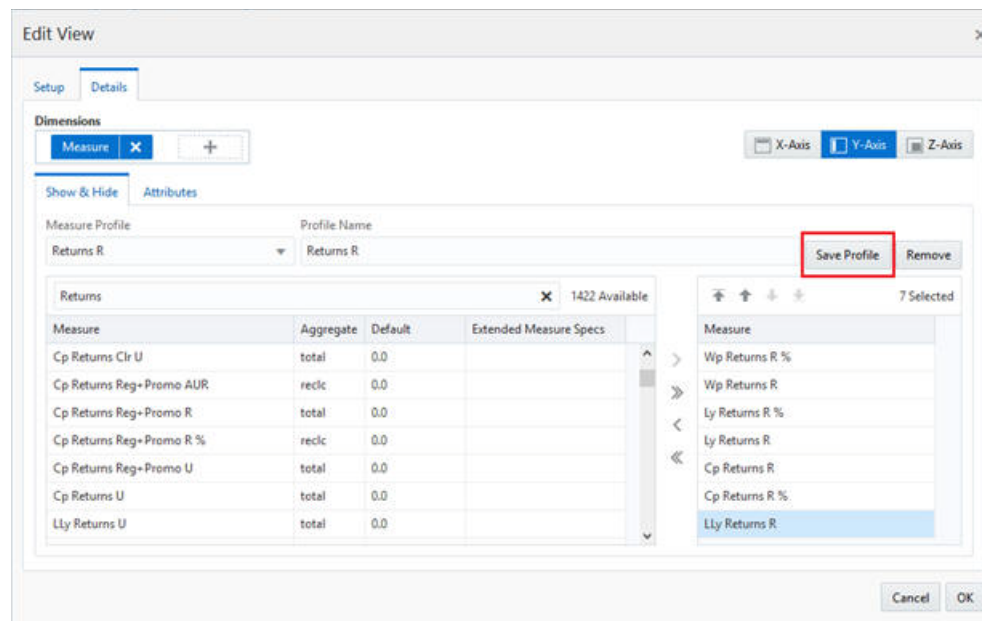 Edit View
Setup Details
Dimensions
Measure
X-Axis Y-Axis Z-Axis
Show & Hide Attributes
Measure Profile Profile Name
Returns R Returns R Save Profile Remove
Returns 1422 Available 7 Selected
Measure Aggregate Default Extended Measure Specs Measure
Cp Returns Clr U total 0.0 Wp Returns R %
Cp Returns Reg+Promo AUR reclc 0.0 Wp Returns R
Cp Returns Reg+Promo R total 0.0 Ly Returns R %
Cp Returns Reg+Promo R % reclc 0.0 Ly Returns R
Cp Returns Reg+Promo U total 0.0 Cp Returns R
Cp Returns U total 0.0 Cp Returns R %
LLy Returns U total 0.0 LLy Returns R
Cancel OK